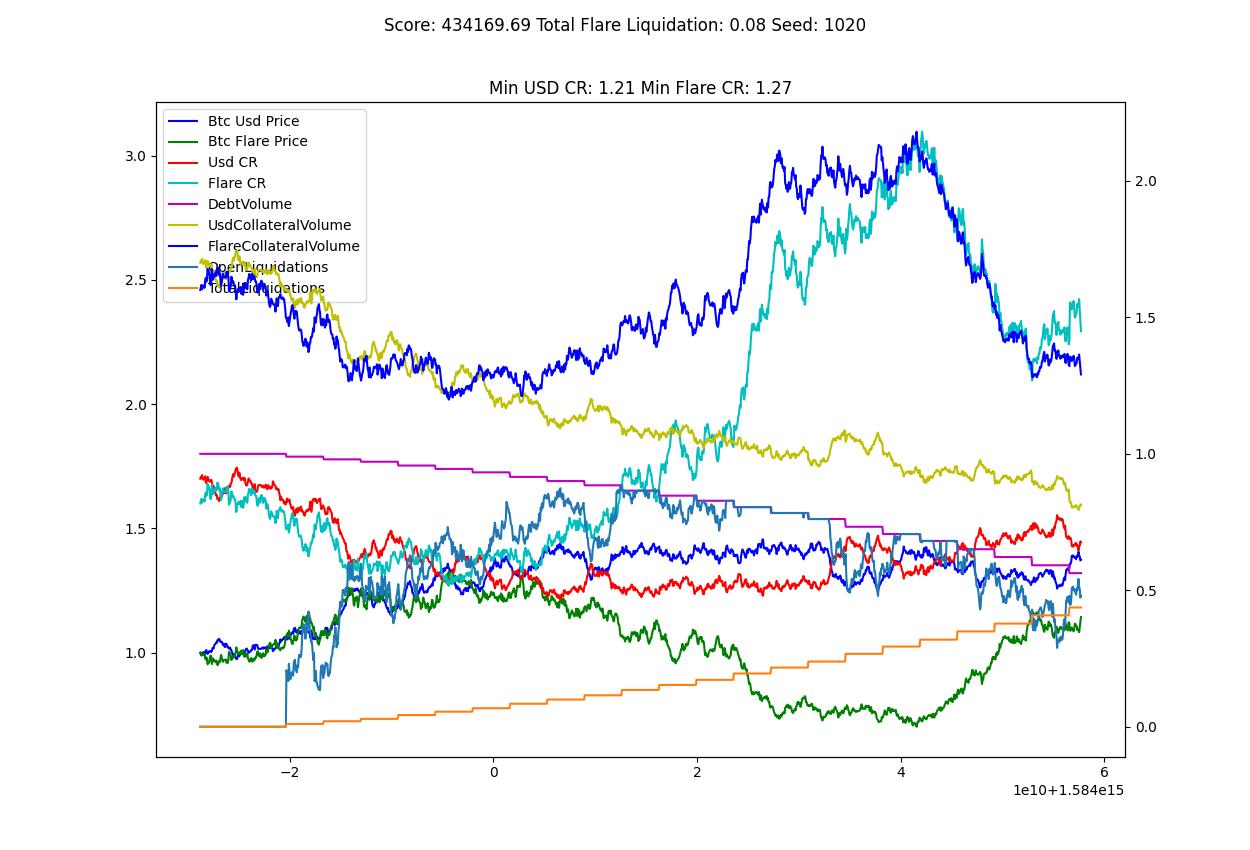 Score: 434169.69 Total Flare Liquidation: 0.08 Seed: 1020
Min USD CR: 1.21 Min Flare CR: 1.27
Btc Usd Price
Btc Flare Price
Usd CR
Flare CR
DebtVolume
UsdCollateralVolume
FlareCollateralVolume
OpenLiquidations
TotalLiquidations
3.0
2.5
2.0
1.5
1.0
2.0
1.5
1.0
0.5
0.0
−2
0
2
4
6
1e10+1.584e15